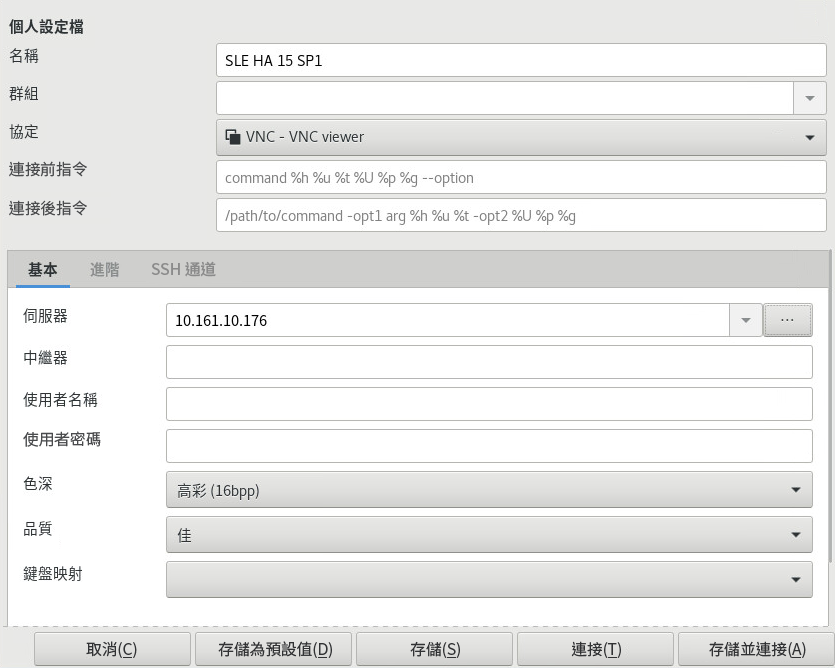 個人設定檔
名稱 SLE HA 15 SP1
群組
協定 VNC - VNC viewer
連接前指令 command %h %u %t %U %p %g --option
連接後指令 /path/to/command -opt1 arg %h %u %t -opt2 %U %p %g
基本 進階 SSH 通道
伺服器 10.161.10.176 ...
中繼器
使用者名稱
使用者密碼
色深 高彩 (16bpp)
品質 佳
鍵盤映射
取消(C) 存儲為預設值(D) 存儲(S) 連接(T) 存儲並連接(A)